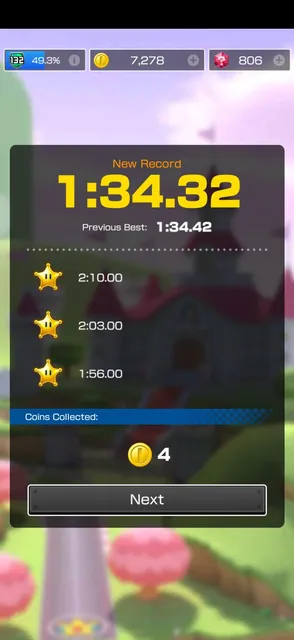 132 49.3% i 7,278 + 806 +
New Record
1:34.32
Previous Best: 1:34.42
2:10.00
2:03.00
1:56.00
Coins Collected:
4
Next